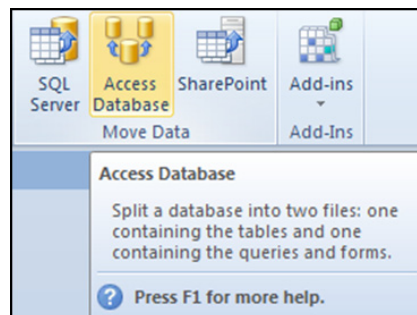 SQL
Server
Access
Database
SharePoint
Add-ins
Move Data
Add-Ins
Access Database
Split a database into two files: one
containing the tables and one
containing the queries and forms.
Press F1 for more help.